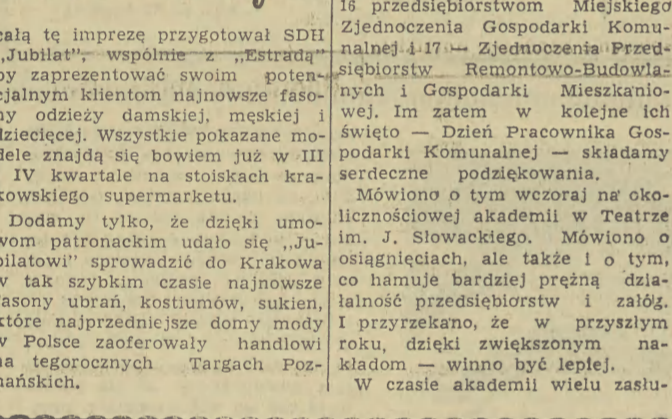 całą tę imprezę przygotował SDH
„Jubilat”, wspólnie z „Estradą”
by zaprezentować swoim poten-
cjalnym klientom najnowsze faso-
ny odzieży damskiej, męskiej i
dziecięcej. Wszystkie pokazane mo-
dele znajdą się bowiem już w III
IV kwartale na stoiskach kra-
kowskiego supermarketu.
Dodamy tylko, że dzięki umo-
wom patronackim udało się „Ju-
bilatowi” sprowadzić do Krakowa
w tak szybkim czasie najnowsze
fasony ubrań, kostiumów, sukien,
które najprzedniejsze domy mody
w Polsce zaoferowały handlowi
na tegorocznych Targach Poz-
nańskich.
16 przedsiębiorstwom Miejskiego
Zjednoczenia Gospodarki Komu-
nalnej i 17 — Zjednoczenia Przed-
siębiorstw Remontowo-Budowla-
nych i Gospodarki Mieszkanio-
wej. Im zatem w kolejne ich
święto — Dzień Pracownika Gos-
podarki Komunalnej — składamy
serdeczne podziękowania.
Mówiono o tym wczoraj na oko-
licznościowej akademii w Teatrze
im. J. Słowackiego. Mówiono o
osiągnięciach, ale także i o tym,
co hamuje bardziej prężną dzia-
łalność przedsiębiorstw i załóg.
I przyrzekano, że w przyszłym
roku, dzięki zwiększonym na-
kładom — winno być lepiej.
W czasie akademii wielu zasłu-